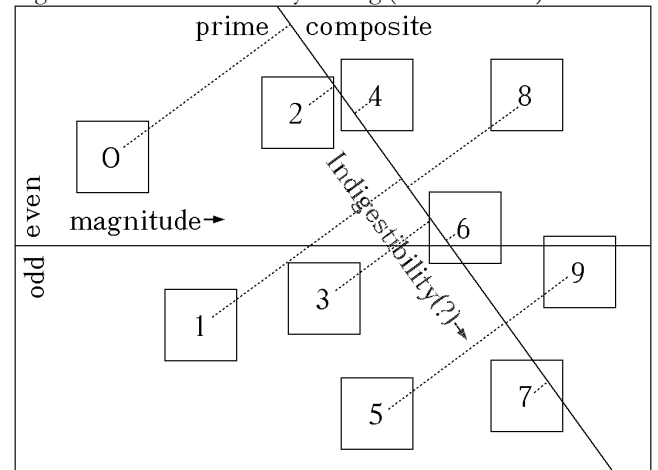 prime composite
2 4 8
0
even
magnitude→
Indigestibility(?)→
6
odd
9
3
1
7
5